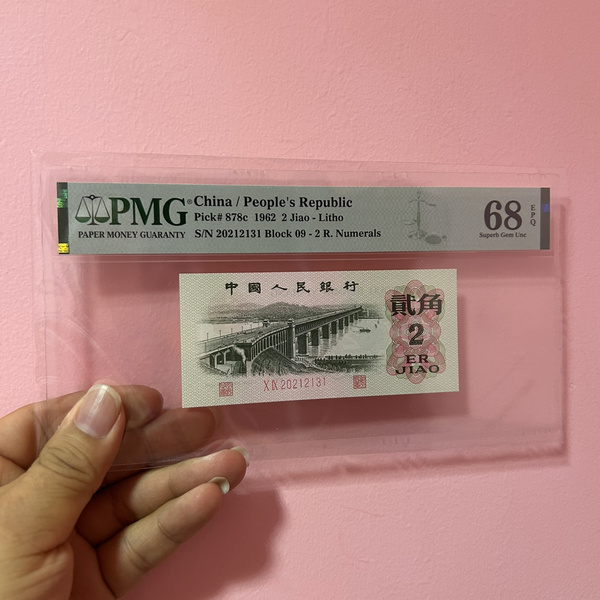 PMG® China / People's Republic
Pick# 878c 1962 2 Jiao - Litho
PAPER MONEY GUARANTY
S/N 20212131 Block 09 - 2 R. Numerals
68 EPQ
Superb Gem Unc
中國人民銀行
貳角
2
ER
JIAO
X IX 20212131